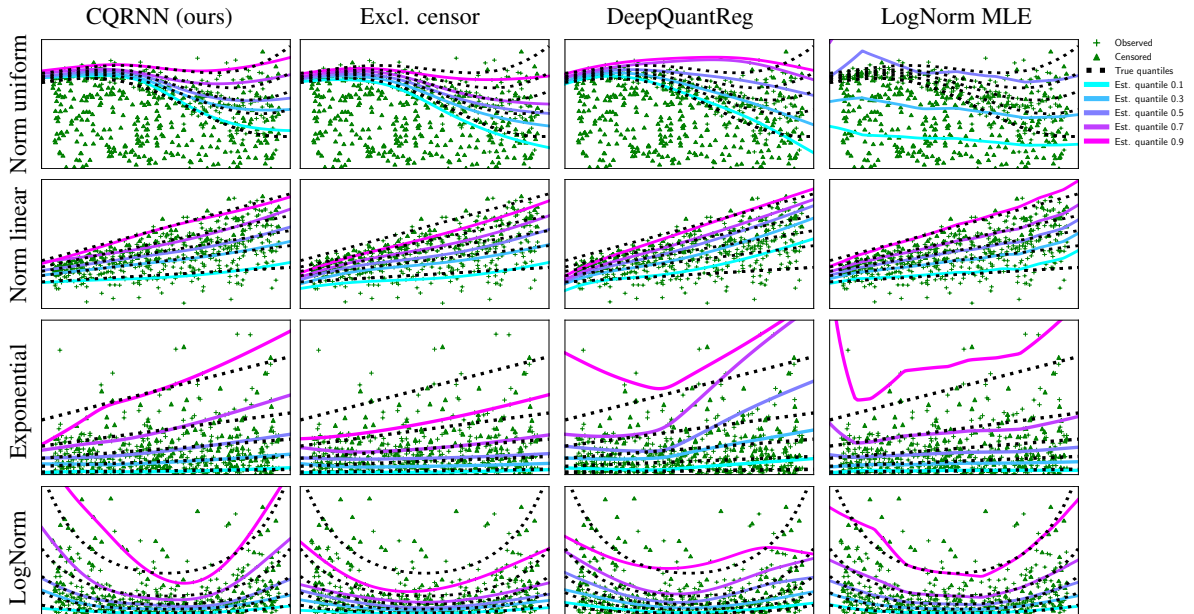 CQRNN (ours)
Excl. censor
DeepQuantReg
LogNorm MLE
Norm uniform
Norm linear
Exponential
LogNorm
Observed
Censored
True quantiles
Est. quantile 0.1
Est. quantile 0.3
Est. quantile 0.5
Est. quantile 0.7
Est. quantile 0.9